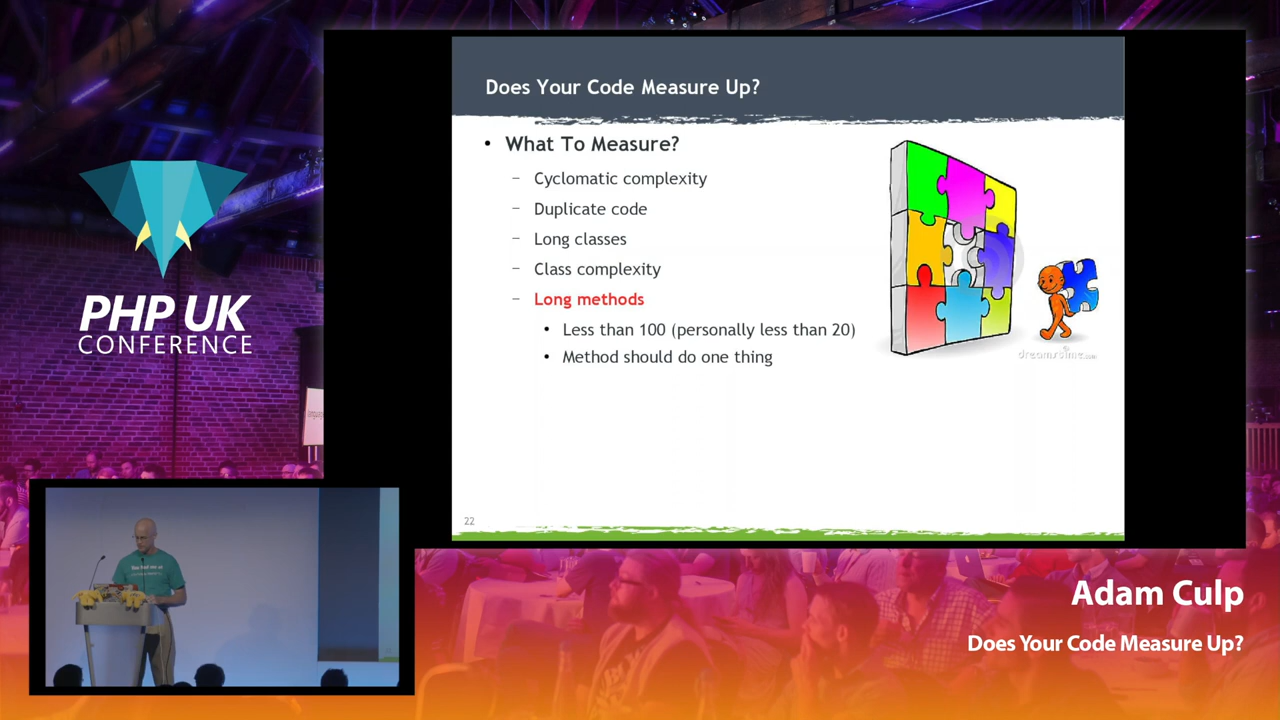 Does Your Code Measure Up?
• What To Measure?
– Cyclomatic complexity
– Duplicate code
– Long classes
– Class complexity
– Long methods
• Less than 100 (personally less than 20)
• Method should do one thing
dreamstime.com
22
PHP UK
CONFERENCE
Adam Culp
Does Your Code Measure Up?